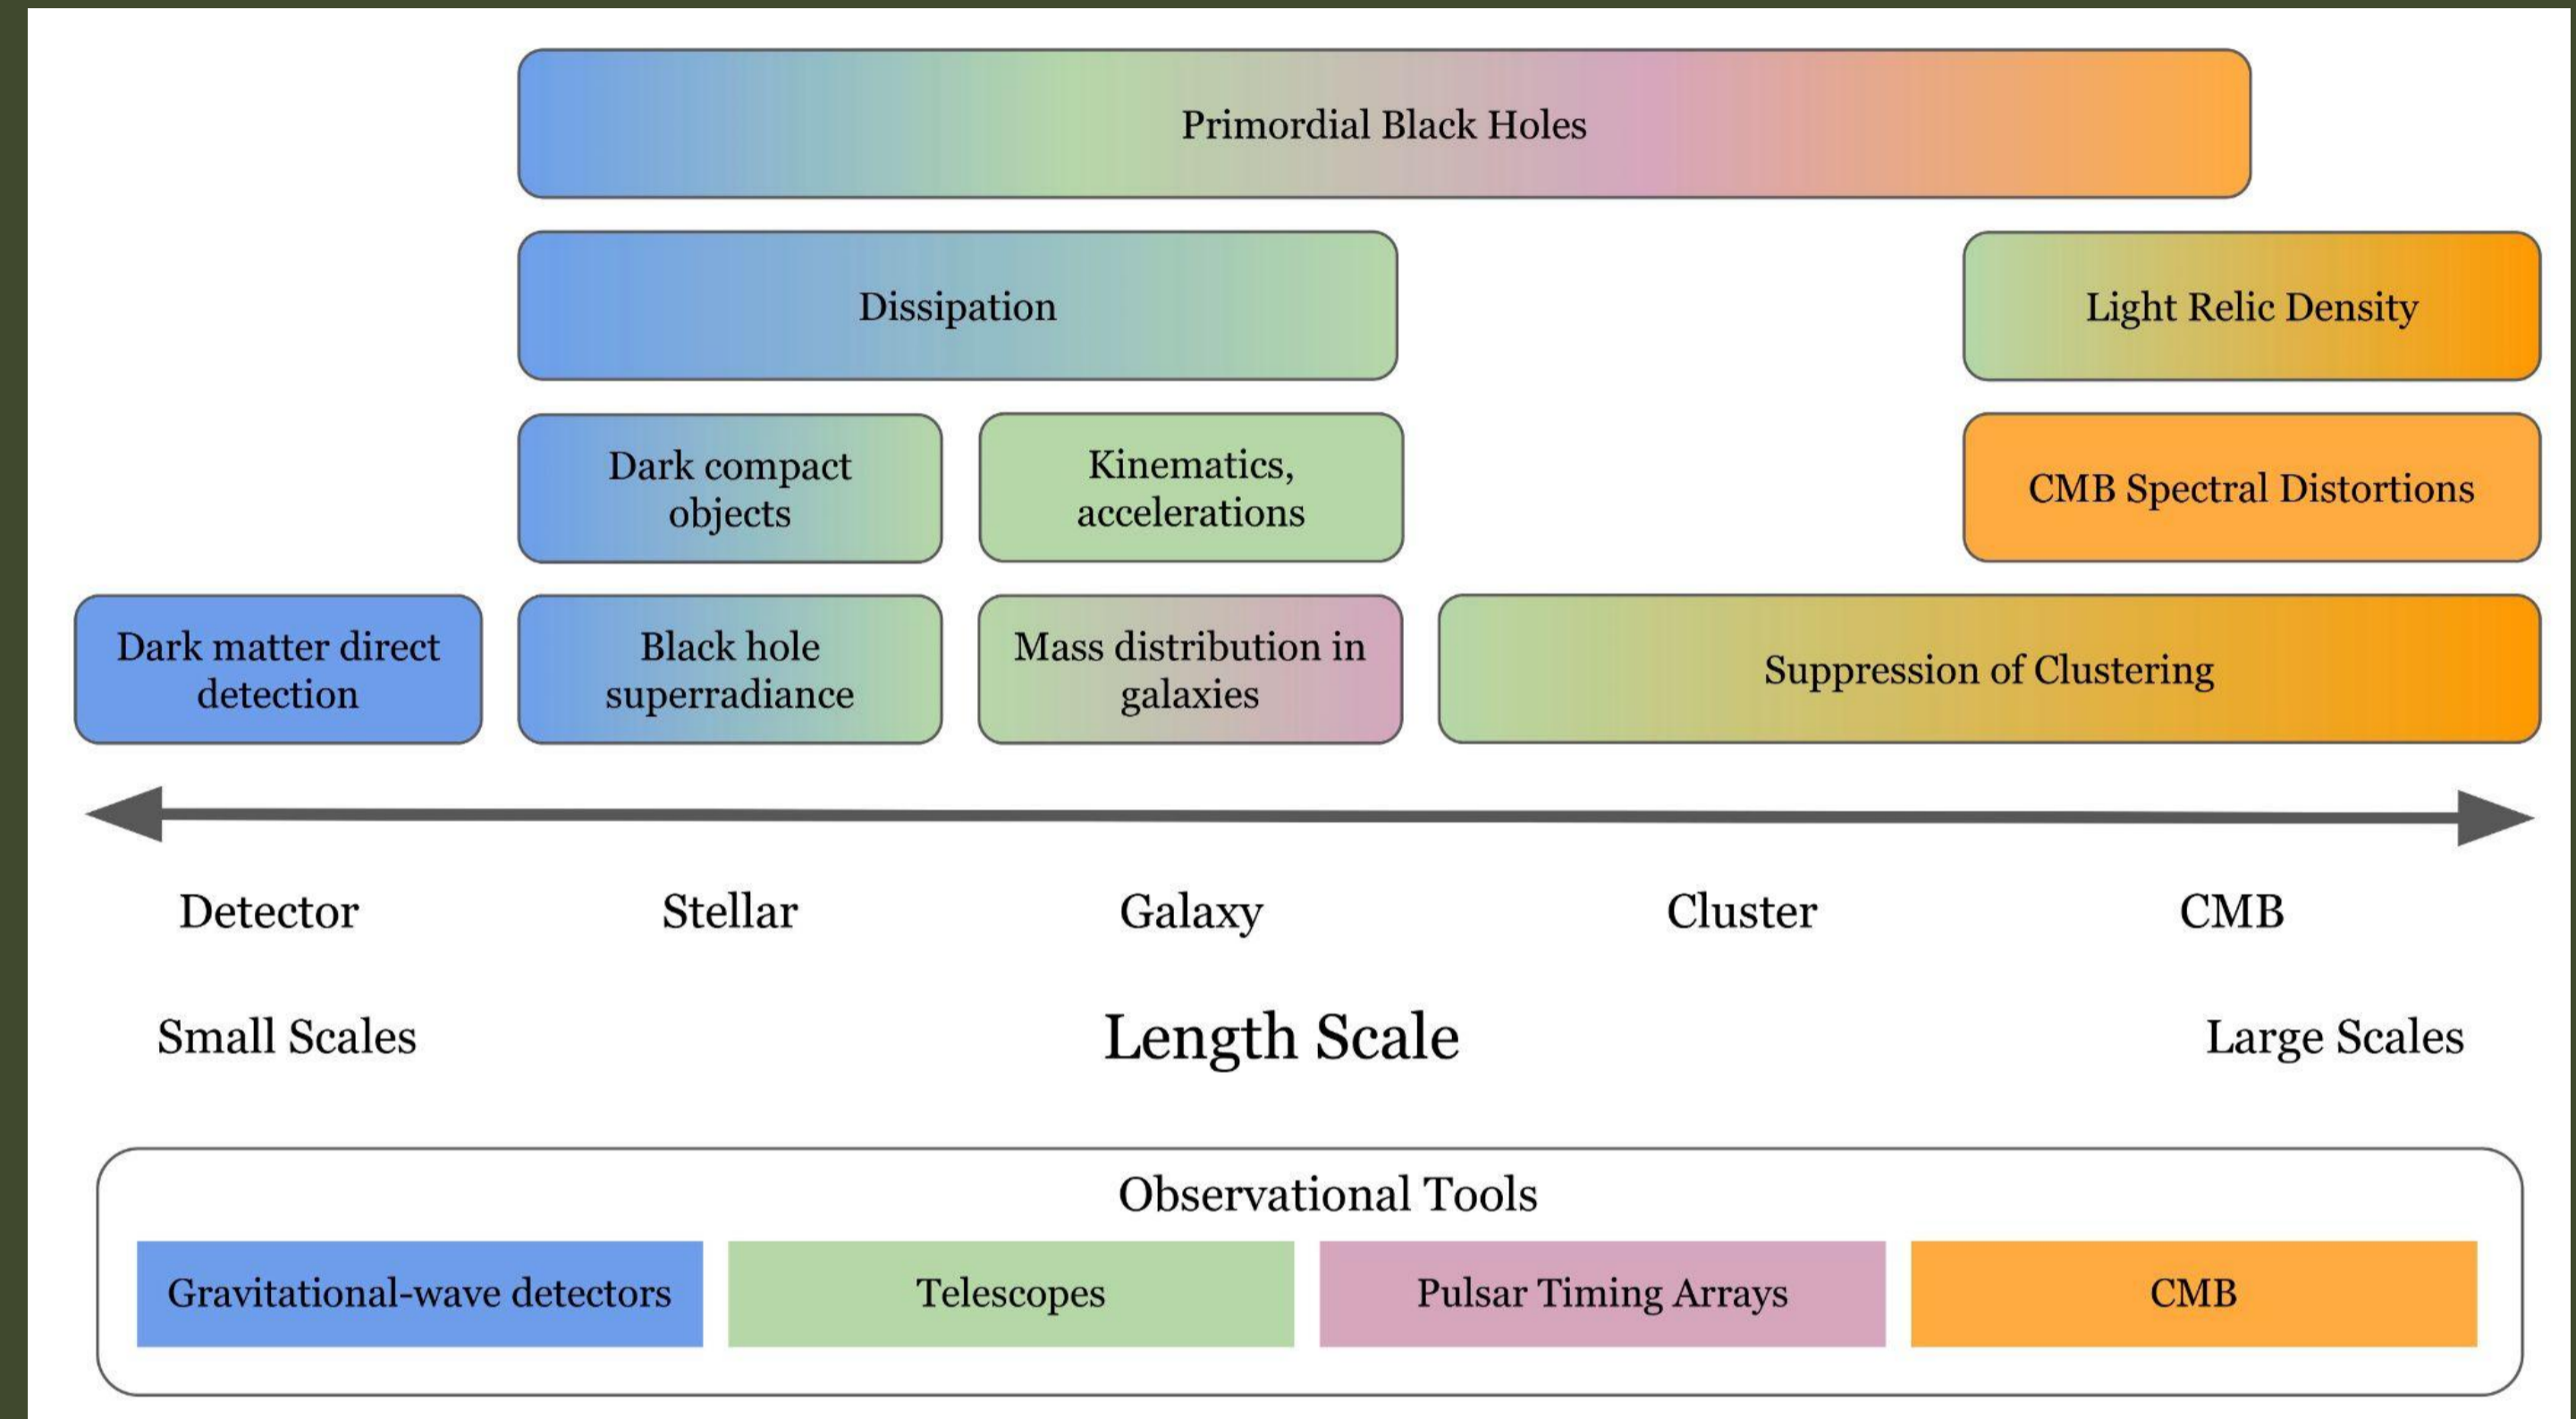 Primordial Black Holes
Dissipation
Light Relic Density
Dark compact
objects
Kinematics,
accelerations
CMB Spectral Distortions
Dark matter direct
detection
Black hole
superradiance
Mass distribution in
galaxies
Suppression of Clustering
Detector
Stellar
Galaxy
Cluster
CMB
Small Scales
Length Scale
Large Scales
Observational Tools
Gravitational-wave detectors
Telescopes
Pulsar Timing Arrays
CMB